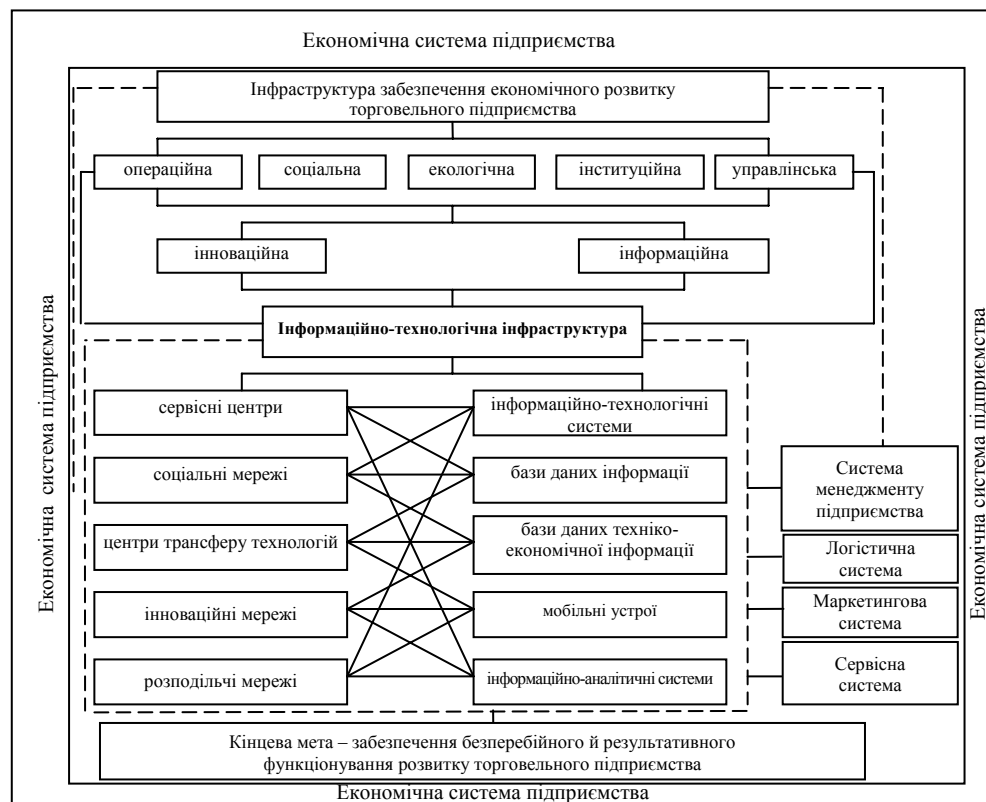 Економічна система підприємства
Інфраструктура забезпечення економічного розвитку
торговельного підприємства
операційна
соціальна
екологічна
інституційна
управлінська
інноваційна
інформаційна
Інформаційно-технологічна інфраструктура
сервісні центри
інформаційно-технологічні
системи
соціальні мережі
бази даних інформації
центри трансферу технологій
бази даних техніко-
економічної інформації
інноваційні мережі
мобільні устрої
розподільчі мережі
інформаційно-аналітичні системи
Система
менеджменту
підприємства
Логістична
система
Маркетингова
система
Сервісна
система
Економічна система підприємства
Економічна система підприємства
Кінцева мета – забезпечення безперебійного й результативного
функціонування розвитку торговельного підприємства
Економічна система підприємства